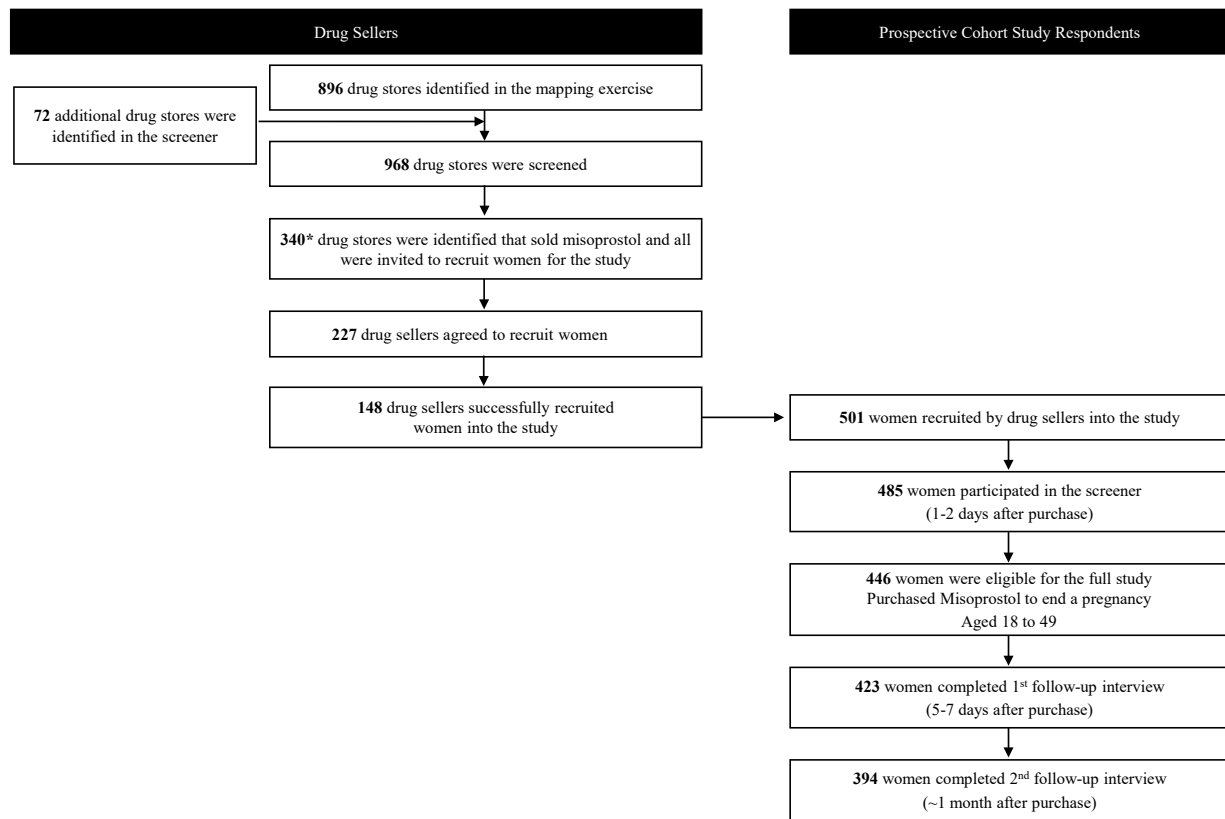 Drug Sellers
896 drug stores identified in the mapping exercise
72 additional drug stores were
identified in the screener
968 drug stores were screened
340* drug stores were identified that sold misoprostol and all
were invited to recruit women for the study
227 drug sellers agreed to recruit women
148 drug sellers successfully recruited
women into the study
Prospective Cohort Study Respondents
501 women recruited by drug sellers into the study
485 women participated in the screener
(1-2 days after purchase)
446 women were eligible for the full study
Purchased Misoprostol to end a pregnancy
Aged 18 to 49
423 women completed 1st follow-up interview
(5-7 days after purchase)
394 women completed 2nd follow-up interview
(~1 month after purchase)